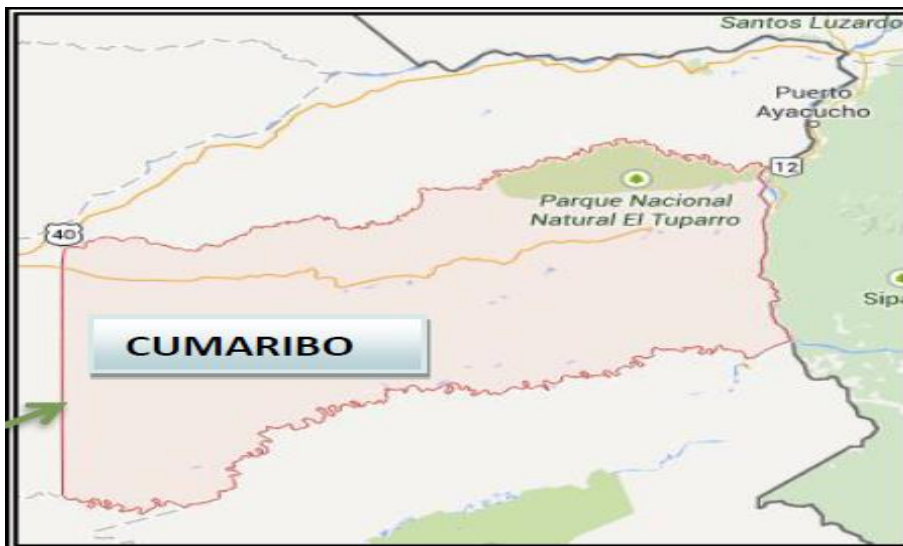 Santos Luzardo
Puerto
Ayacucho
12
Parque Nacional
Natural El Tuparro
40
Sipa
CUMARIBO